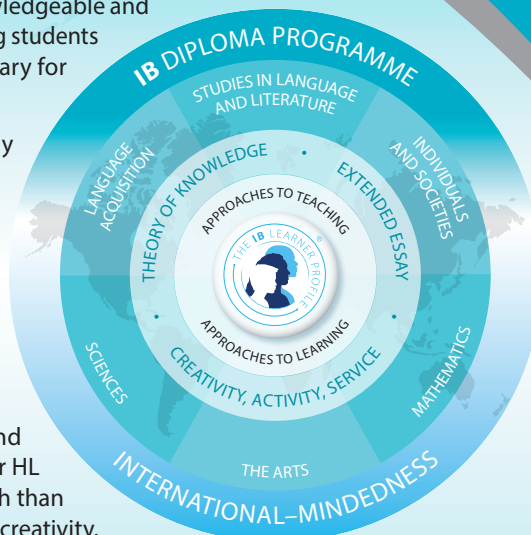 wledgeable and
g students
ary for
y
nd
r HL
h than
creativity,
IB DIPLOMA PROGRAMME
STUDIES IN LANGUAGE
AND LITERATURE
LANGUAGE
ACQUISITION
INDIVIDUALS
AND SOCIETIES
THEORY OF KNOWLEDGE
EXTENDED ESSAY
APPROACHES TO TEACHING
THE IB LEARNER PROFILE®
APPROACHES TO LEARNING
CREATIVITY, ACTIVITY, SERVICE
SCIENCES
MATHEMATICS
THE ARTS
INTERNATIONAL–MINDEDNESS